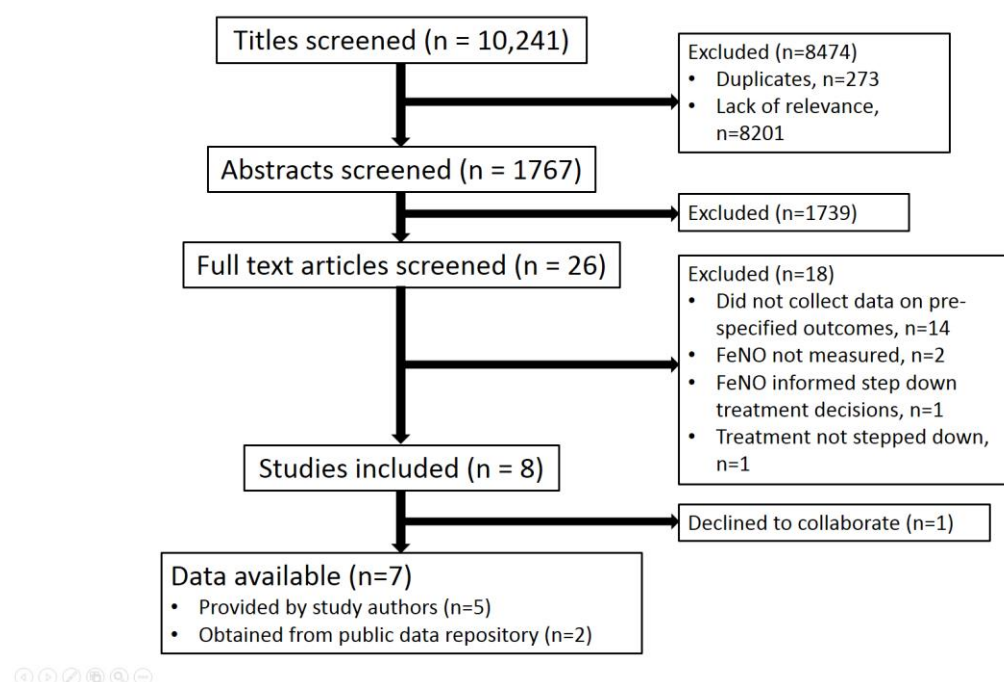 Titles screened (n = 10,241)
Excluded (n=8474)
• Duplicates, n=273
• Lack of relevance,
n=8201
Abstracts screened (n = 1767)
Excluded (n=1739)
Full text articles screened (n = 26)
Excluded (n=18)
• Did not collect data on pre-
specified outcomes, n=14
• FeNO not measured, n=2
• FeNO informed step down
treatment decisions, n=1
• Treatment not stepped down,
n=1
Studies included (n = 8)
Declined to collaborate (n=1)
Data available (n=7)
• Provided by study authors (n=5)
• Obtained from public data repository (n=2)